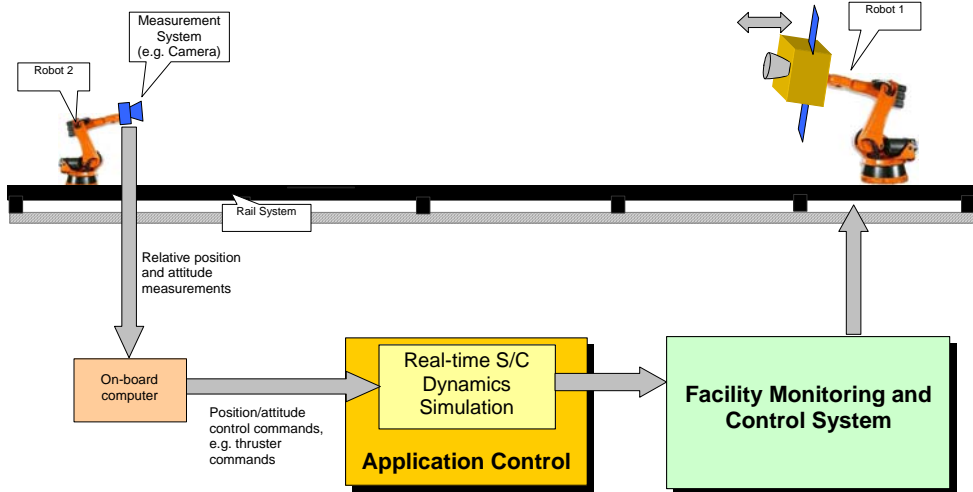 Measurement
System
(e.g. Camera)
Robot 1
Robot 2
Rail System
Relative position
and attitude
measurements
On-board
computer
Position/attitude
control commands,
e.g. thruster
commands
Real-time S/C
Dynamics
Simulation
Application Control
Facility Monitoring and
Control System